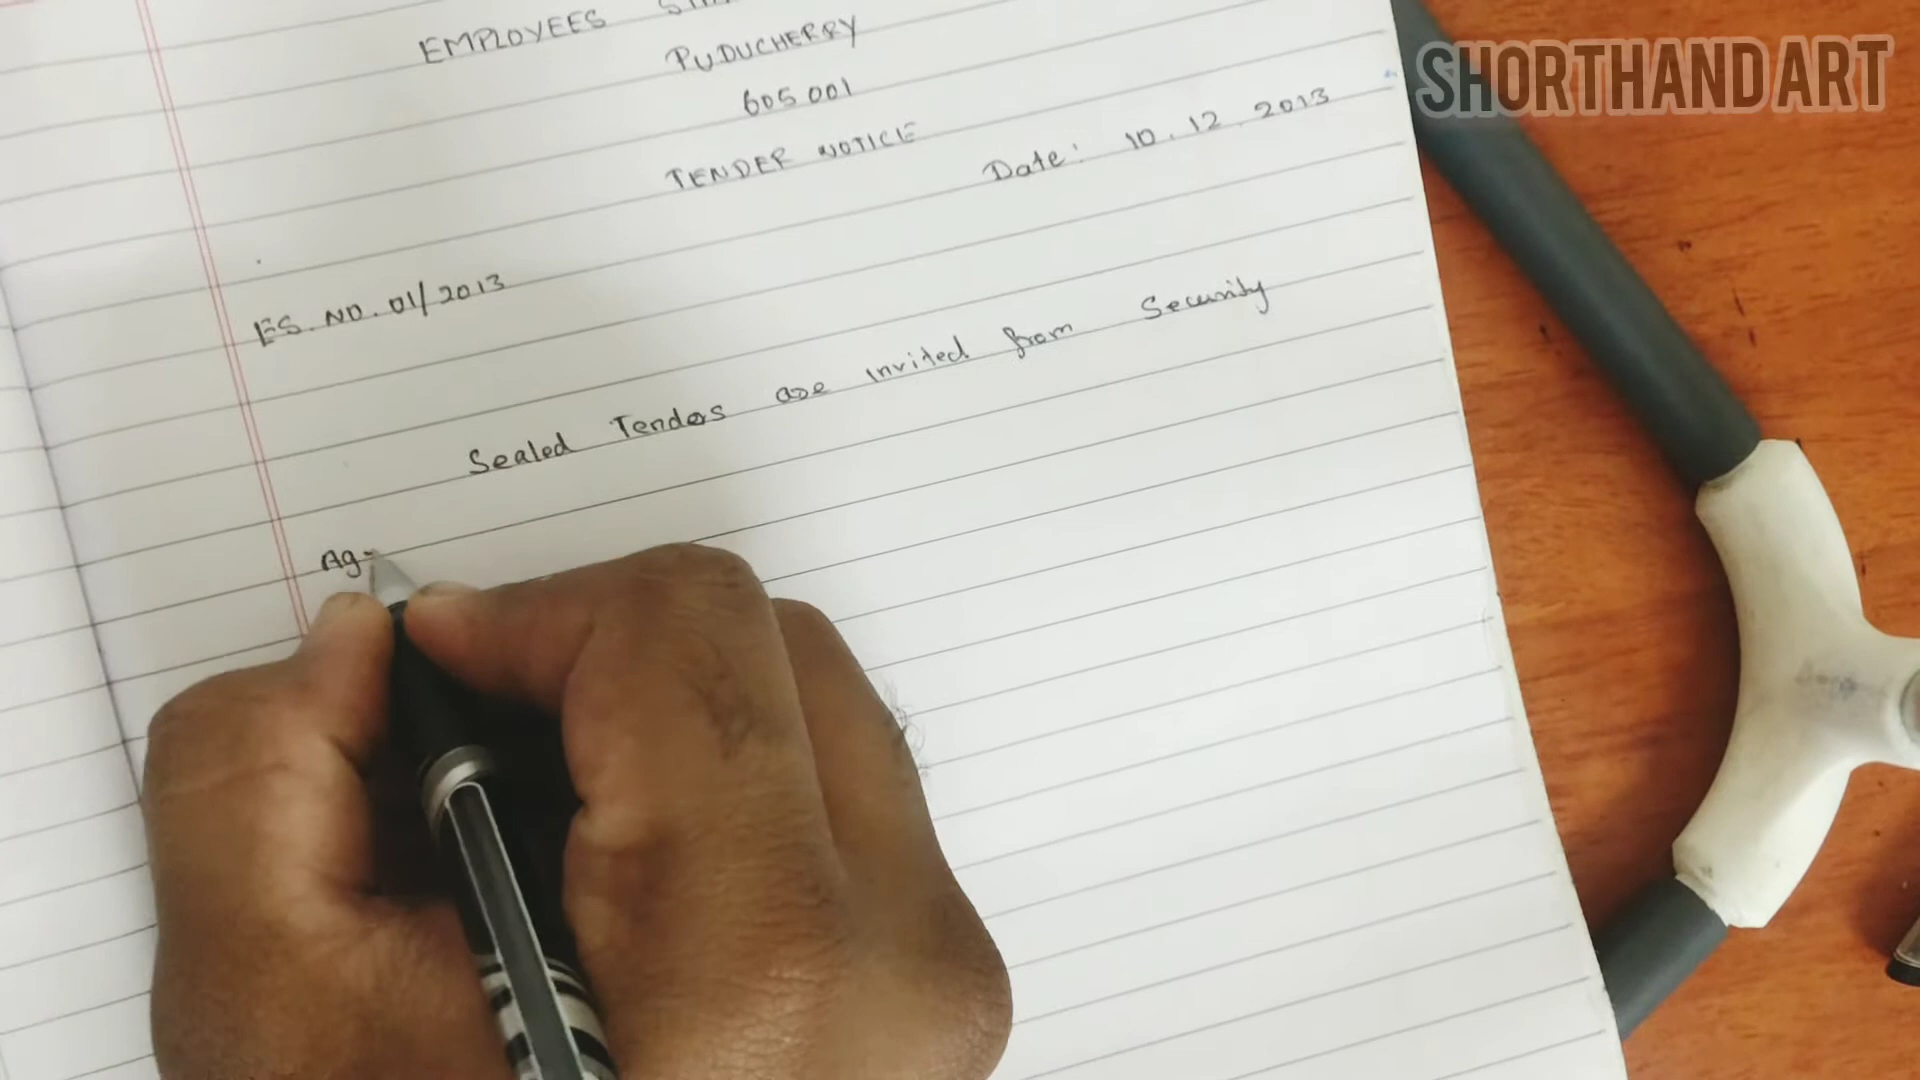 SHORTHAND ART
EMPLOYEES
PUDUCHERRY
605 001
TENDER NOTICE
Date: 10.12.2013
ES. NO. 01/2013
Sealed Tenders are invited from Security
Ag